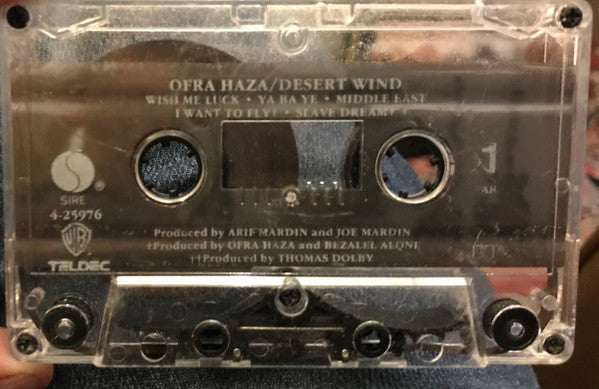 OFRA HAZA/DESERT WIND
WISH ME LUCK • YA BA YE • MIDDLE EAST
I WANT TO FLY† • SLAVE DREAM††
1
SIRE
®
4-25976
WB
TELDEC
Produced by ARIF MARDIN and JOE MARDIN
†Produced by OFRA HAZA and BEZALEL ALONI
††Produced by THOMAS DOLBY